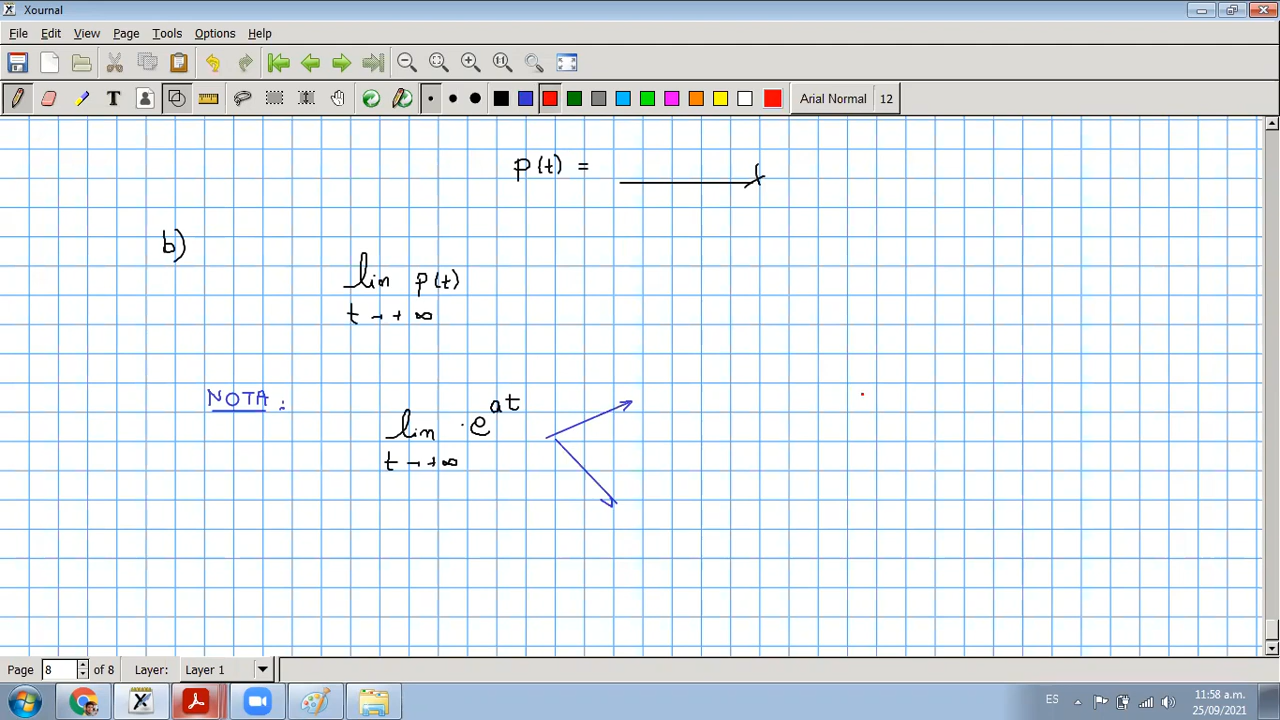 Xournal
File Edit View Page Tools Options Help
Arial Normal 12
p(t) =
b)
lim p(t)
t → + ∞
NOTA :
lim e^{at}
t → +∞
Page 8 of 8 Layer: Layer 1
ES 11:58 a.m.
25/09/2021